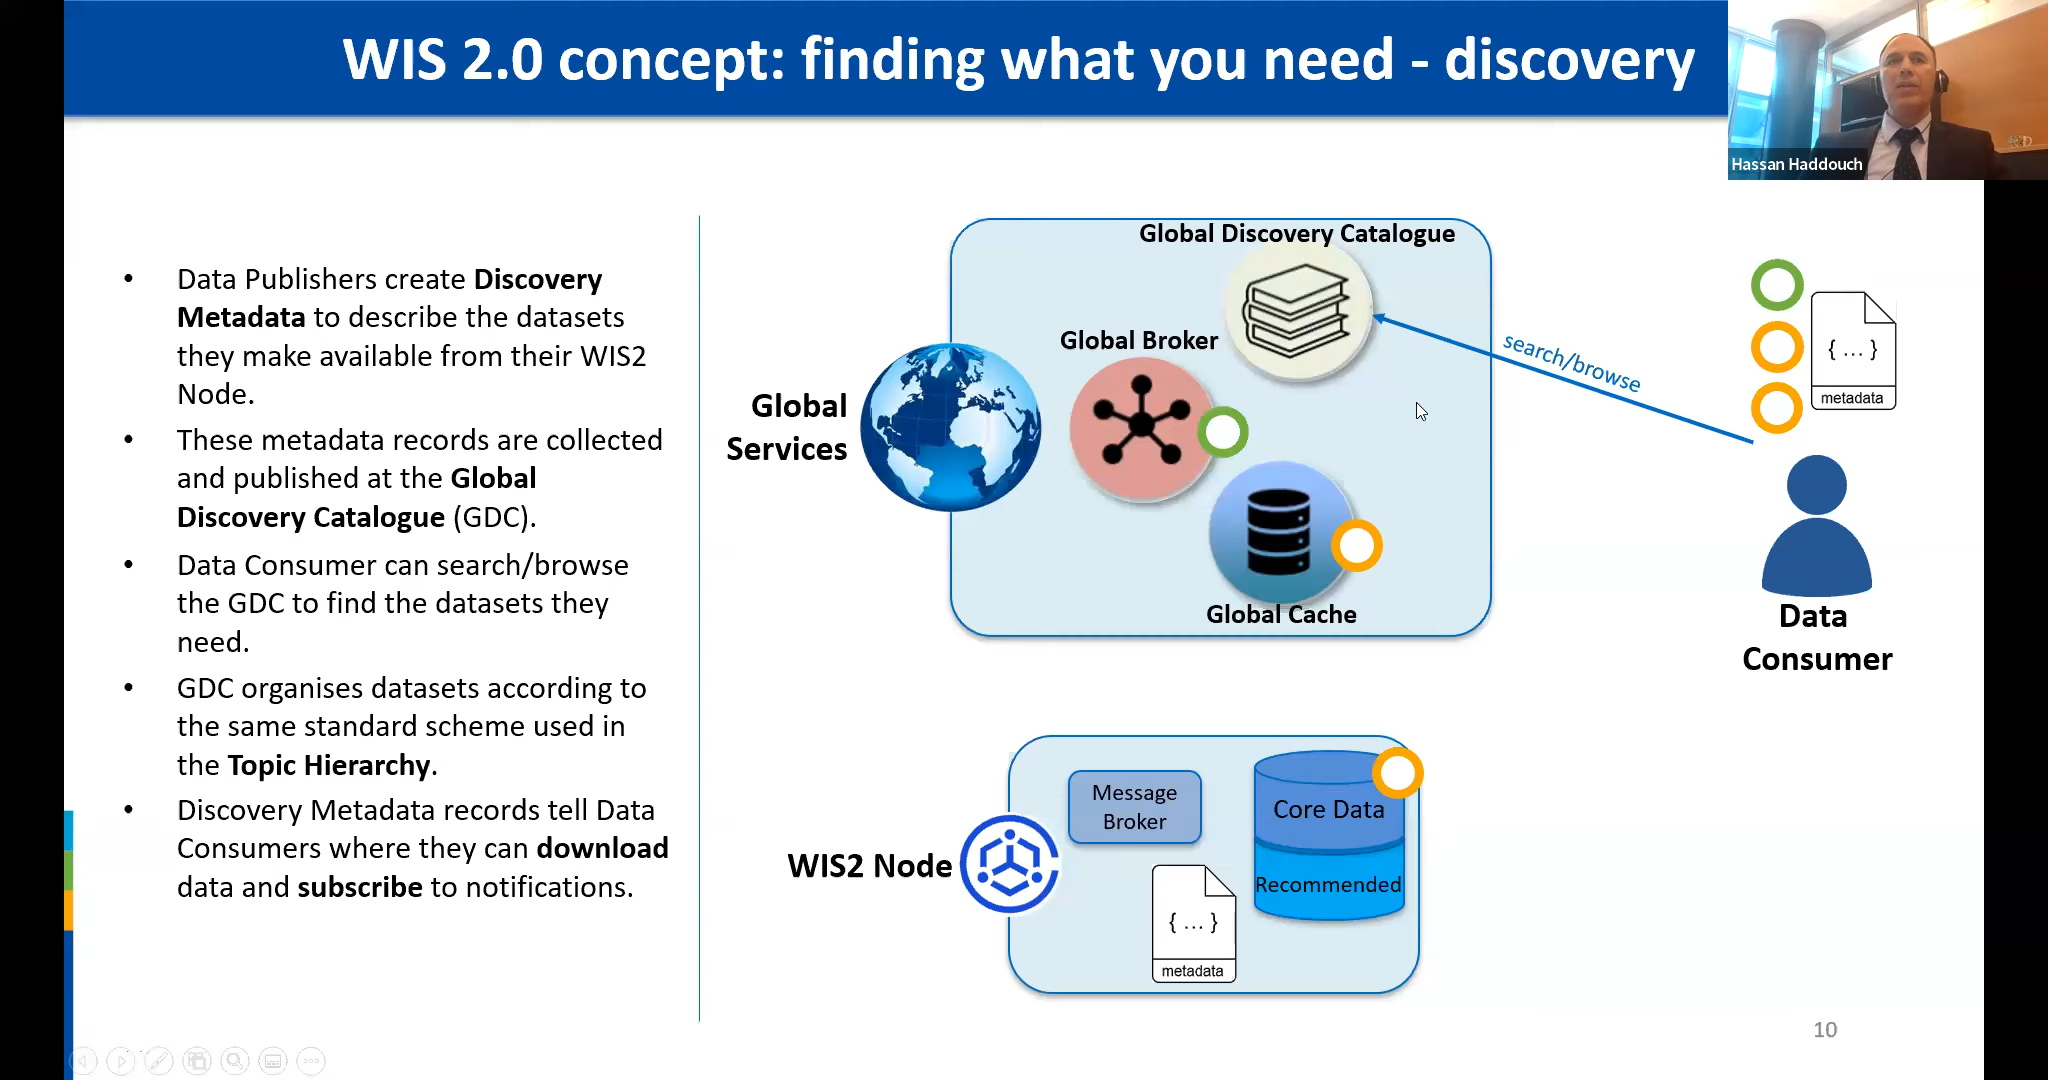 WIS 2.0 concept: finding what you need - discovery
Hassan Haddouch
• Data Publishers create Discovery
Metadata to describe the datasets
they make available from their WIS2
Node.
• These metadata records are collected
and published at the Global
Discovery Catalogue (GDC).
• Data Consumer can search/browse
the GDC to find the datasets they
need.
• GDC organises datasets according to
the same standard scheme used in
the Topic Hierarchy.
• Discovery Metadata records tell Data
Consumers where they can download
data and subscribe to notifications.
Global Discovery Catalogue
Global Broker
Global
Services
Global Cache
search/browse
{ ... }
metadata
Data
Consumer
WIS2 Node
Message
Broker
Core Data
Recommended
{ ... }
metadata
10